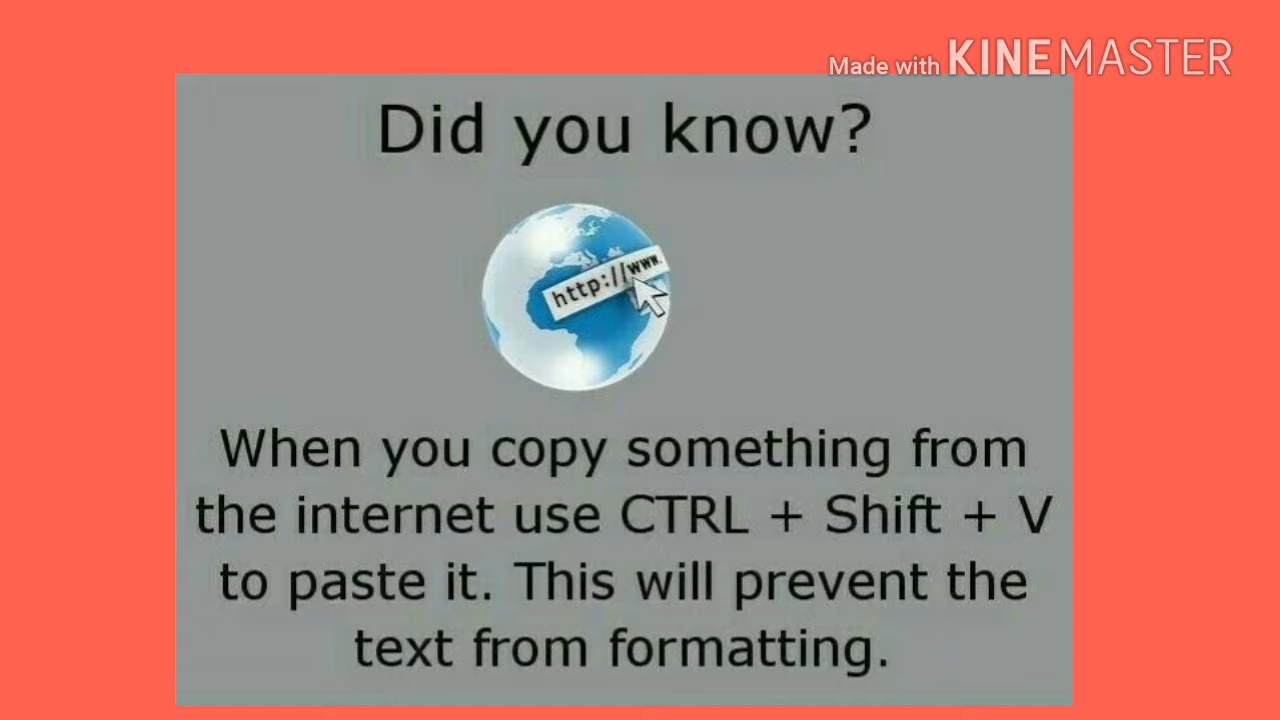 Made with KINEMASTER
Did you know?
http://www.
When you copy something from
the internet use CTRL + Shift + V
to paste it. This will prevent the
text from formatting.